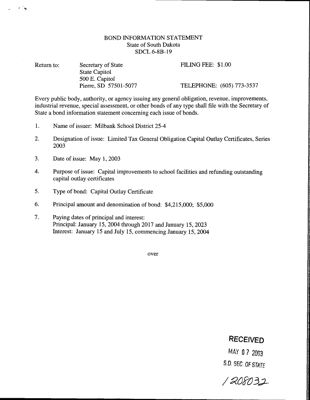 BOND INFORMATION STATEMENT
State of South Dakota
SDCL 6-8B-19
Return to: Secretary of State FILING FEE: $1.00
State Capitol
500 E. Capitol
Pierre, SD 57501-5077 TELEPHONE: (605) 773-3537
Every public body, authority, or agency issuing any general obligation, revenue, improvements,
industrial revenue, special assessment, or other bonds of any type shall file with the Secretary of
State a bond information statement concerning each issue of bonds.
1. Name of issuer: Milbank School District 25-4
2. Designation of issue: Limited Tax General Obligation Capital Outlay Certificates, Series
2003
3. Date of issue: May 1, 2003
4. Purpose of issue: Capital improvements to school facilities and refunding outstanding
capital outlay certificates
5. Type of bond: Capital Outlay Certificate
6. Principal amount and denomination of bond: $4,215,000; $5,000
7. Paying dates of principal and interest:
Principal: January 15, 2004 through 2017 and January 15, 2023
Interest: January 15 and July 15, commencing January 15, 2004
over
RECEIVED
MAY 07 2003
S.D. SEC OF STATE
1208032